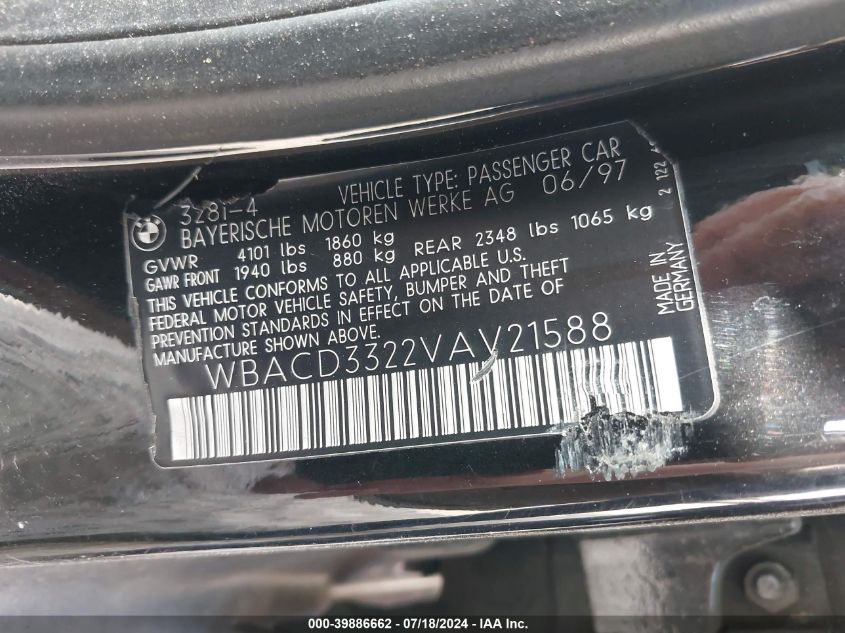 328i-4 VEHICLE TYPE: PASSENGER CAR
BAYERISCHE MOTOREN WERKE AG 06/97
GVWR 4101 lbs 1860 kg
GAWR FRONT 1940 lbs 880 kg REAR 2348 lbs 1065 kg
THIS VEHICLE CONFORMS TO ALL APPLICABLE U.S.
FEDERAL MOTOR VEHICLE SAFETY, BUMPER AND THEFT
PREVENTION STANDARDS IN EFFECT ON THE DATE OF
MANUFACTURE SHOWN ABOVE.
WBACD3322VAV21588
MADE IN
GERMANY
2 122
000-39886662 / 07/18/2024 - IAA Inc.